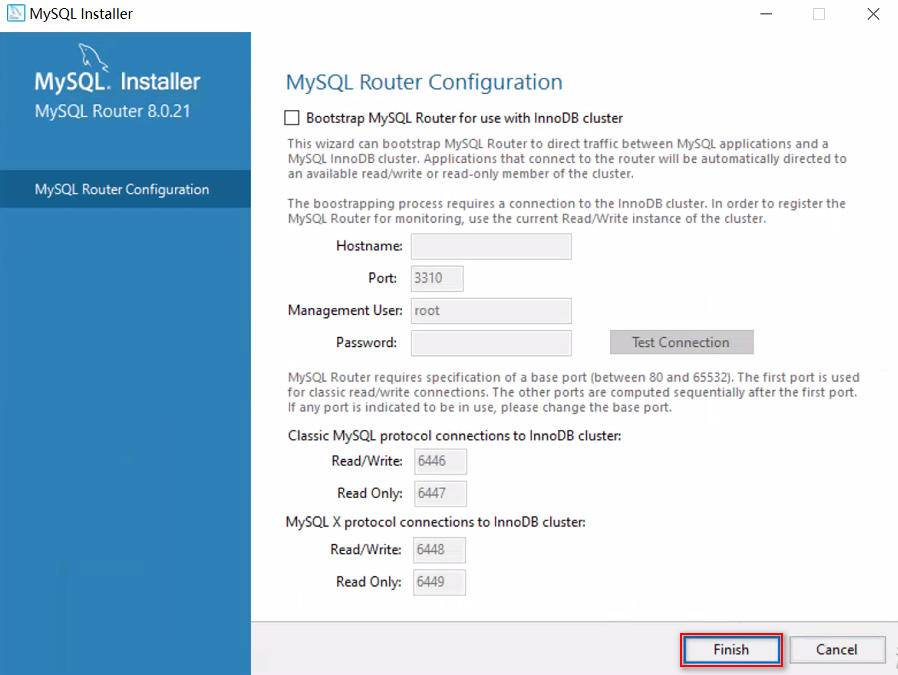 MySQL Installer
MySQL. Installer
MySQL Router 8.0.21
MySQL Router Configuration
MySQL Router Configuration
Bootstrap MySQL Router for use with InnoDB cluster
This wizard can bootstrap MySQL Router to direct traffic between MySQL applications and a
MySQL InnoDB cluster. Applications that connect to the router will be automatically directed to
an available read/write or read-only member of the cluster.
The boostrapping process requires a connection to the InnoDB cluster. In order to register the
MySQL Router for monitoring, use the current Read/Write instance of the cluster.
Hostname:
Port: 3310
Management User: root
Password: Test Connection
MySQL Router requires specification of a base port (between 80 and 65532). The first port is used
for classic read/write connections. The other ports are computed sequentially after the first port.
If any port is indicated to be in use, please change the base port.
Classic MySQL protocol connections to InnoDB cluster:
Read/Write: 6446
Read Only: 6447
MySQL X protocol connections to InnoDB cluster:
Read/Write: 6448
Read Only: 6449
Finish Cancel